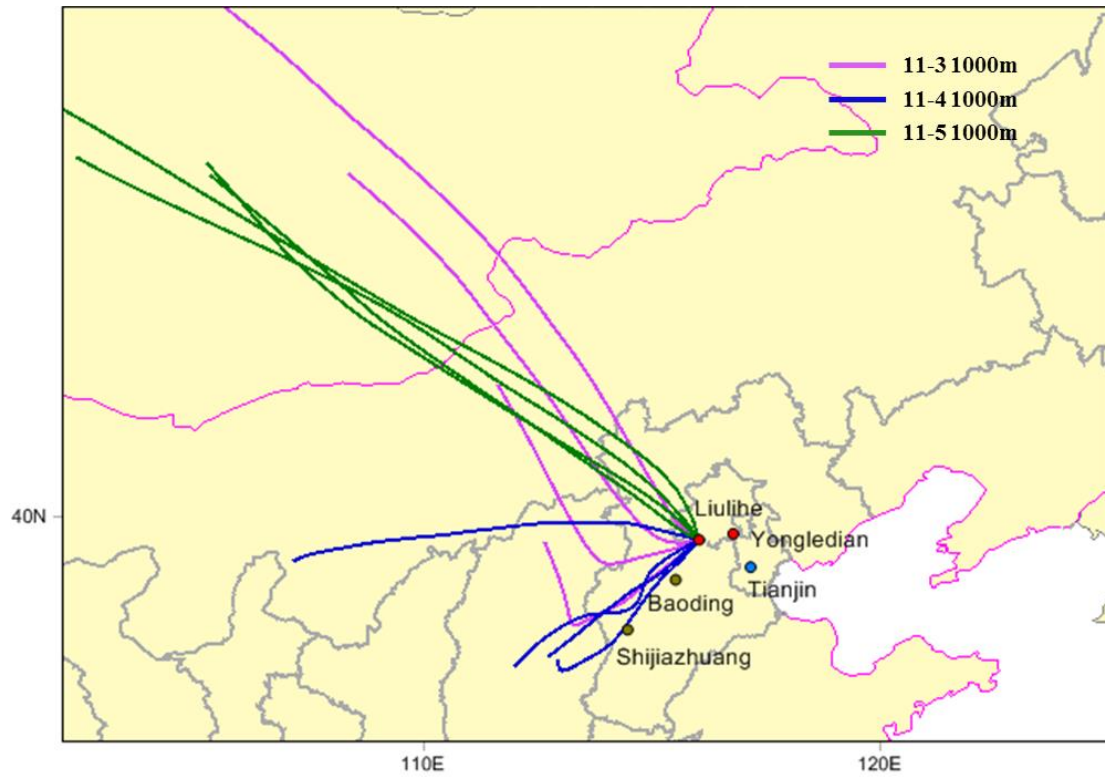 11-3 1000m
11-4 1000m
11-5 1000m
40N
Liulihe
Yongledian
Tianjin
Baoding
Shijiazhuang
110E
120E